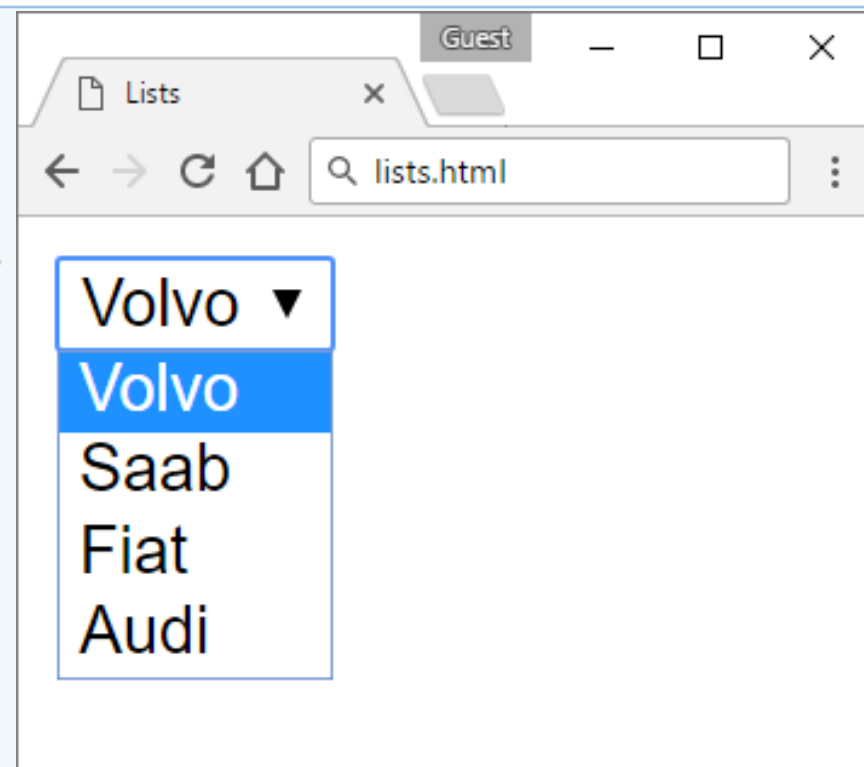 Guest
Lists
lists.html
Volvo
Volvo
Saab
Fiat
Audi